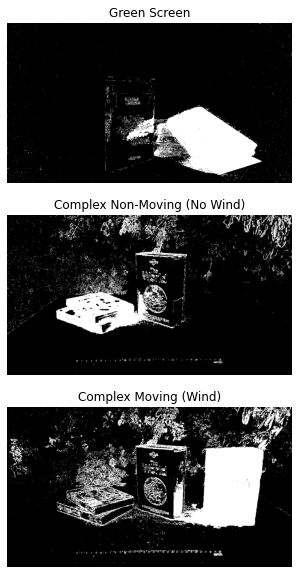 Green Screen
Complex Non-Moving (No Wind)
Complex Moving (Wind)